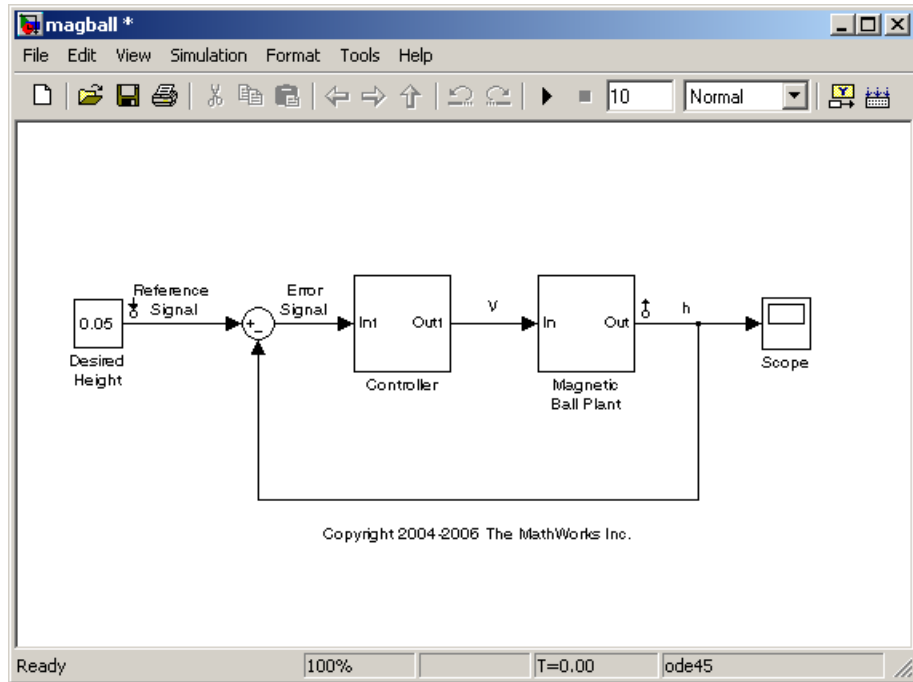 magball *
File Edit View Simulation Format Tools Help
10 Normal
Reference
Signal
Error
Signal
0.05
In1 Out1
V
In Out
h
Desired
Height
Controller
Magnetic
Ball Plant
Scope
Copyright 2004-2006 The MathWorks Inc.
Ready 100% T=0.00 ode45